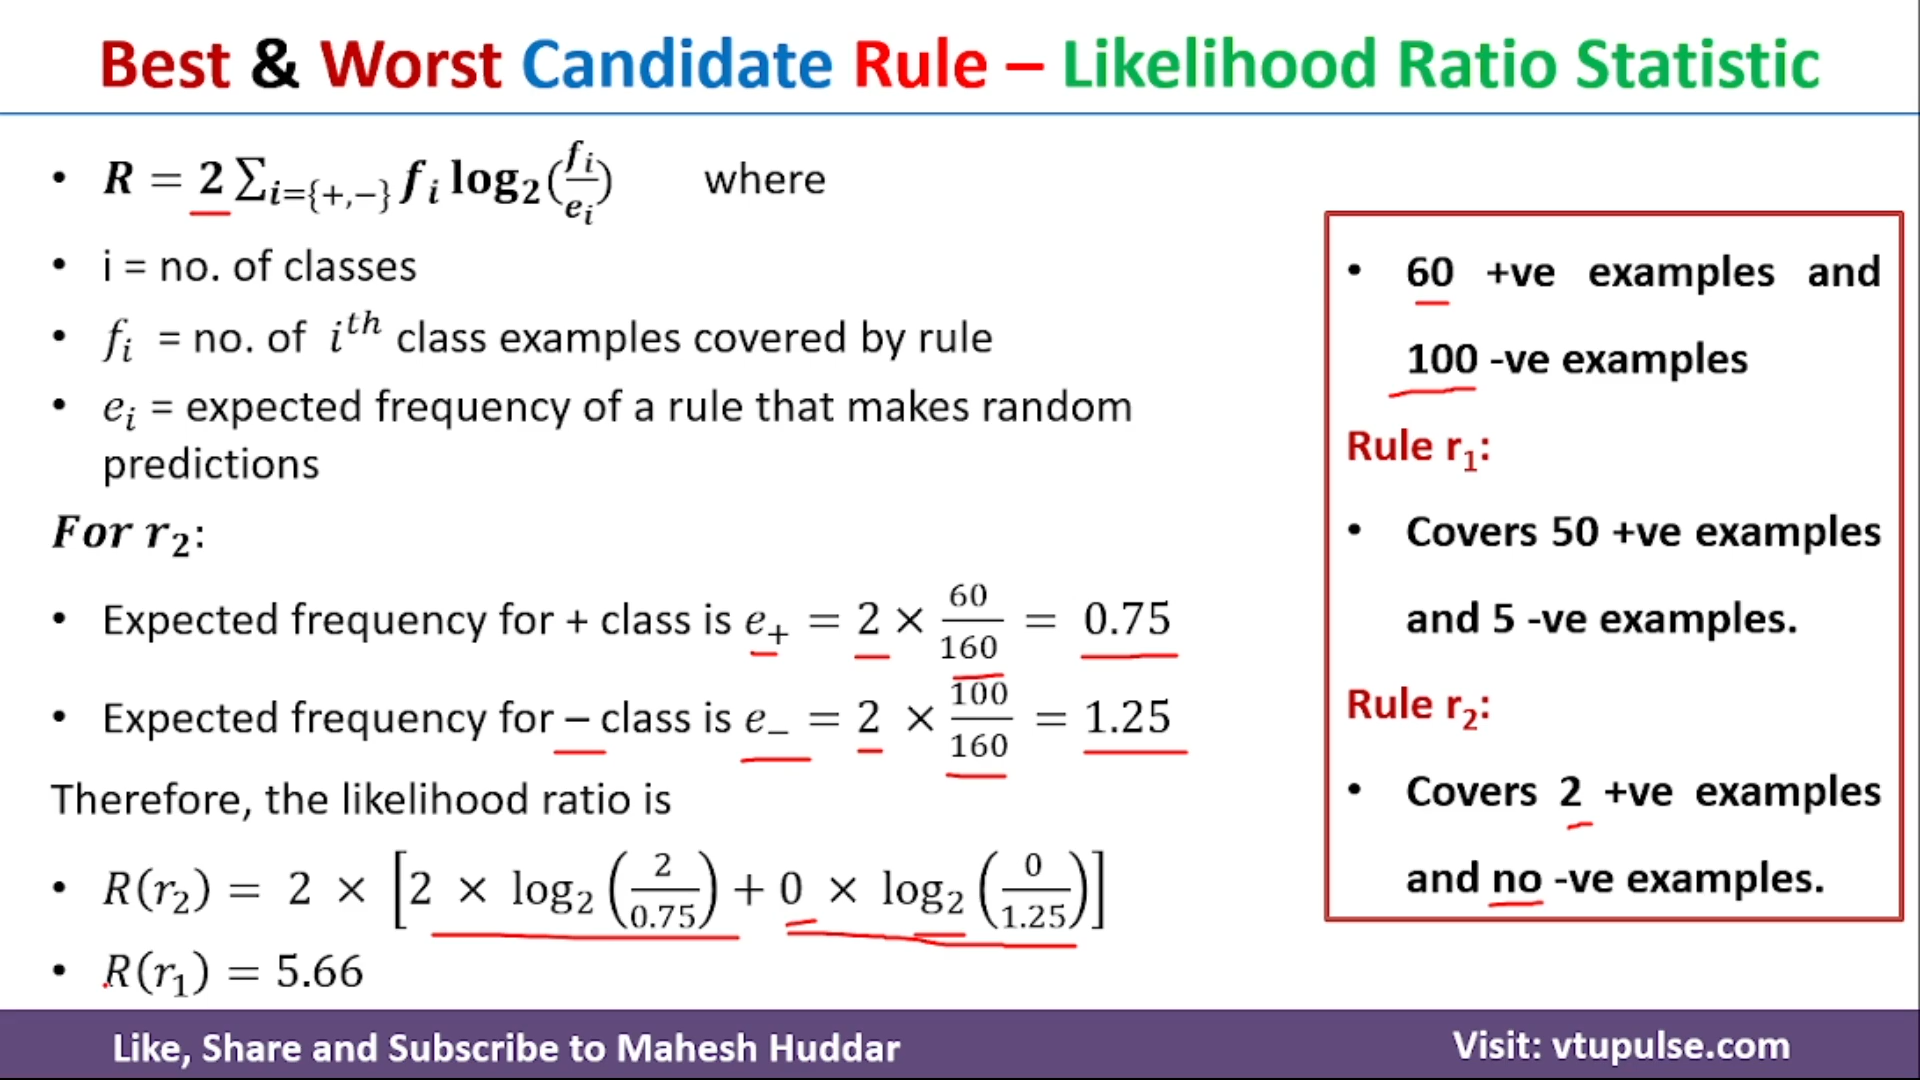 Best & Worst Candidate Rule – Likelihood Ratio Statistic
• R = 2 ∑i={+,−} fi log2(fi/ei) where
• i = no. of classes
• fi = no. of i^th class examples covered by rule
• ei = expected frequency of a rule that makes random
predictions
For r2:
• Expected frequency for + class is e+ = 2 × 60/160 = 0.75
• Expected frequency for – class is e− = 2 × 100/160 = 1.25
Therefore, the likelihood ratio is
• R(r2) = 2 × [2 × log2 (2/0.75) + 0 × log2 (0/1.25)]
• R(r1) = 5.66
• 60 +ve examples and
100 -ve examples
Rule r1:
• Covers 50 +ve examples
and 5 -ve examples.
Rule r2:
• Covers 2 +ve examples
and no -ve examples.
Like, Share and Subscribe to Mahesh Huddar
Visit: vtupulse.com